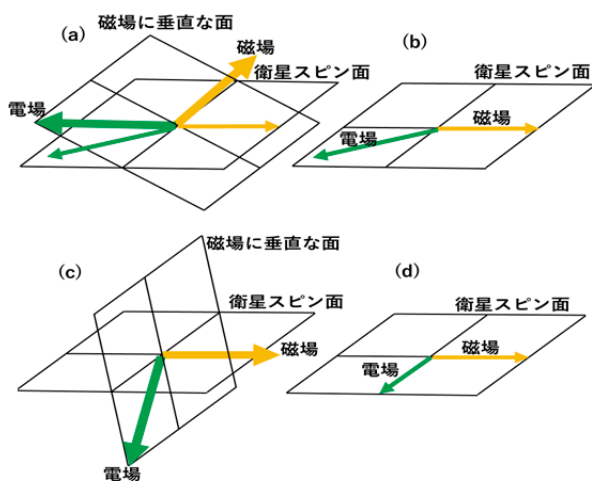 (a)
磁場に垂直な面
磁場
衛星スピン面
電場
(b)
衛星スピン面
電場
磁場
(c)
磁場に垂直な面
衛星スピン面
磁場
電場
(d)
衛星スピン面
電場
磁場